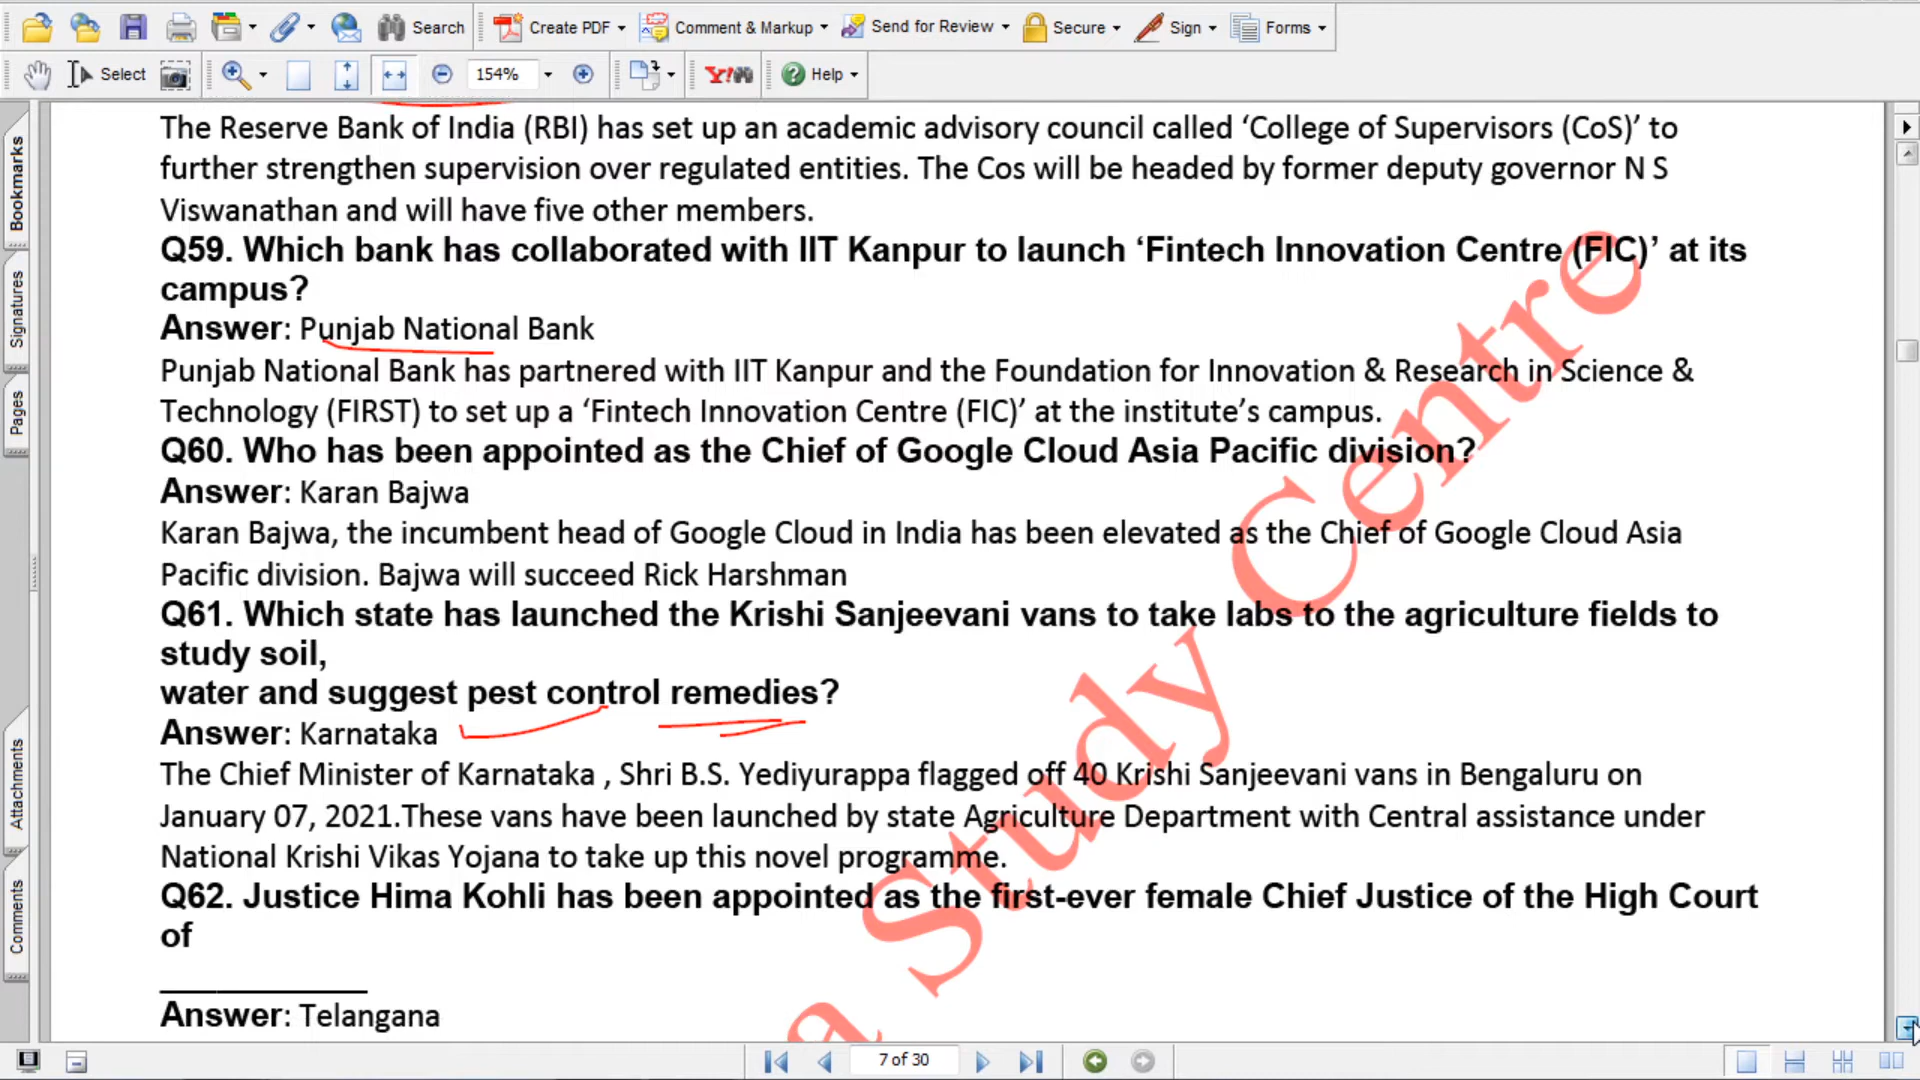 Search
Create PDF
Comment & Markup
Send for Review
Secure
Sign
Forms
Select
154%
Y!
Help
Bookmarks
Signatures
Pages
Attachments
Comments
The Reserve Bank of India (RBI) has set up an academic advisory council called ‘College of Supervisors (CoS)’ to
further strengthen supervision over regulated entities. The Cos will be headed by former deputy governor N S
Viswanathan and will have five other members.
Q59. Which bank has collaborated with IIT Kanpur to launch ‘Fintech Innovation Centre (FIC)’ at its
campus?
Answer: Punjab National Bank
Punjab National Bank has partnered with IIT Kanpur and the Foundation for Innovation & Research in Science &
Technology (FIRST) to set up a ‘Fintech Innovation Centre (FIC)’ at the institute’s campus.
Q60. Who has been appointed as the Chief of Google Cloud Asia Pacific division?
Answer: Karan Bajwa
Karan Bajwa, the incumbent head of Google Cloud in India has been elevated as the Chief of Google Cloud Asia
Pacific division. Bajwa will succeed Rick Harshman
Q61. Which state has launched the Krishi Sanjeevani vans to take labs to the agriculture fields to
study soil,
water and suggest pest control remedies?
Answer: Karnataka
The Chief Minister of Karnataka , Shri B.S. Yediyurappa flagged off 40 Krishi Sanjeevani vans in Bengaluru on
January 07, 2021.These vans have been launched by state Agriculture Department with Central assistance under
National Krishi Vikas Yojana to take up this novel programme.
Q62. Justice Hima Kohli has been appointed as the first-ever female Chief Justice of the High Court
of
____________
Answer: Telangana
a Study Centre
7 of 30